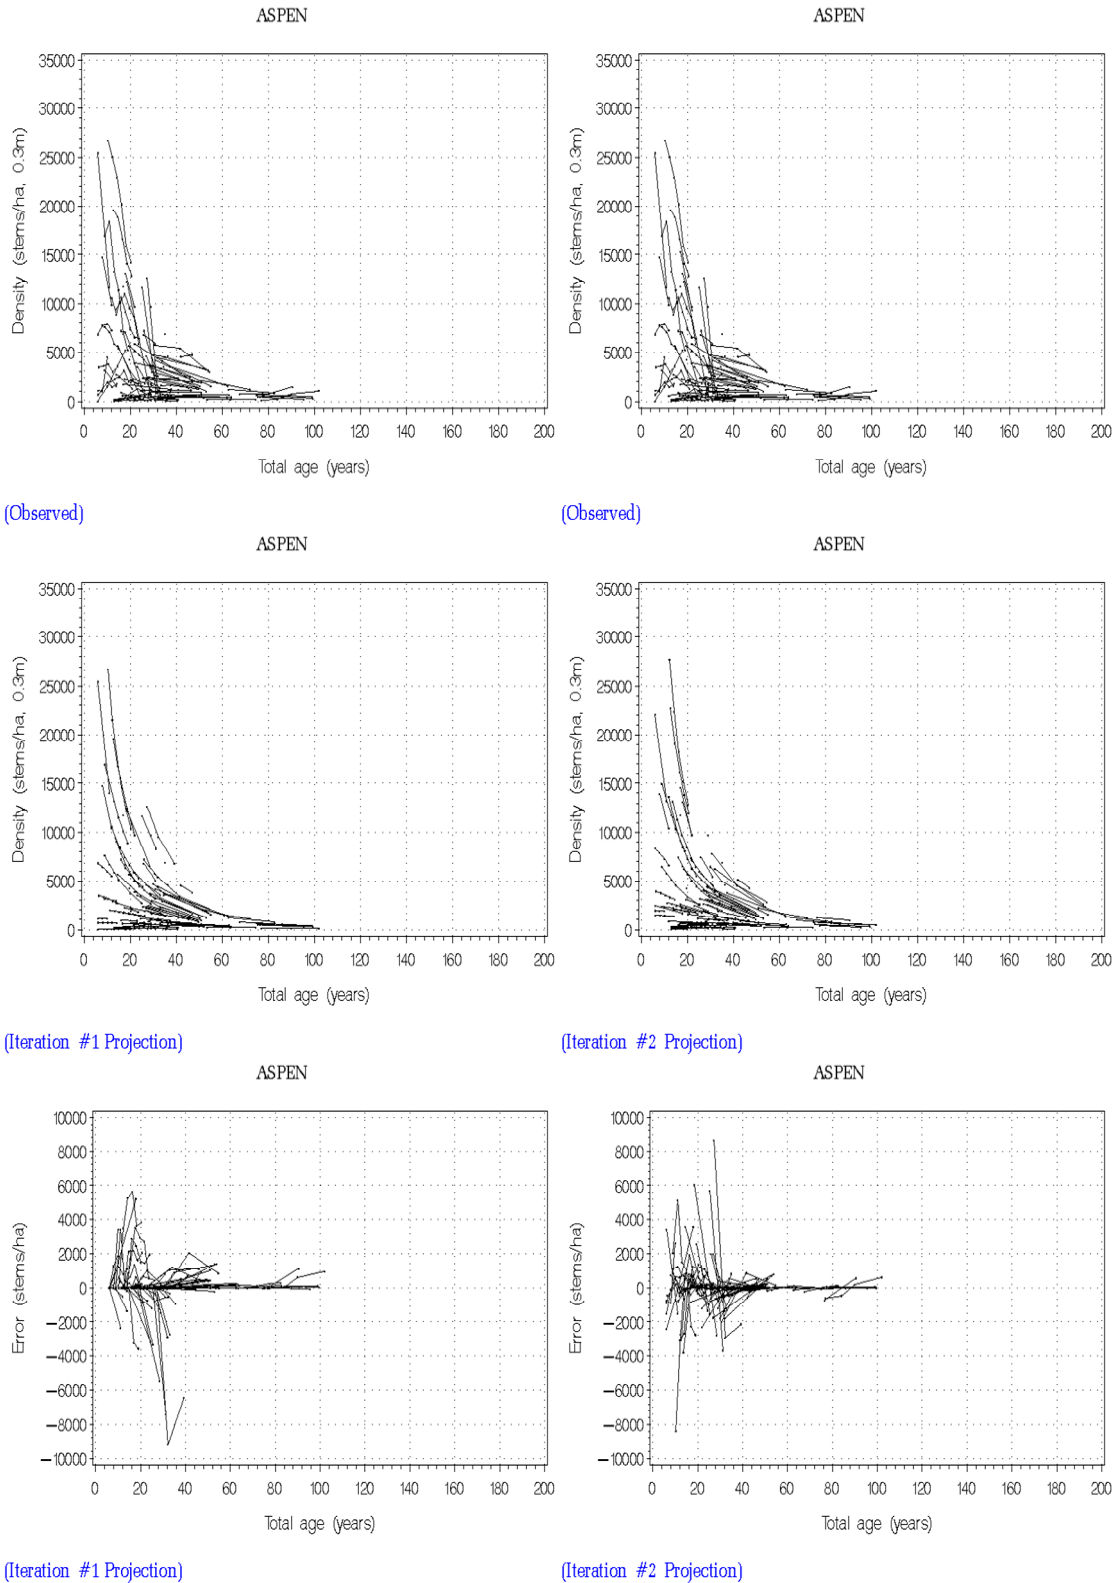 ASPEN ASPEN
35000 35000
30000 30000
25000 25000
20000 20000
15000 15000
10000 10000
5000 5000
0 0
Density (stems/ha, 0.3m) Density (stems/ha, 0.3m)
0 20 40 60 80 100 120 140 160 180 200 0 20 40 60 80 100 120 140 160 180 200
Total age (years) Total age (years)
(Observed) (Observed)
ASPEN ASPEN
35000 35000
30000 30000
25000 25000
20000 20000
15000 15000
10000 10000
5000 5000
0 0
Density (stems/ha, 0.3m) Density (stems/ha, 0.3m)
0 20 40 60 80 100 120 140 160 180 200 0 20 40 60 80 100 120 140 160 180 200
Total age (years) Total age (years)
(Iteration #1 Projection) (Iteration #2 Projection)
ASPEN ASPEN
10000 10000
8000 8000
6000 6000
4000 4000
2000 2000
0 0
−2000 −2000
−4000 −4000
−6000 −6000
−8000 −8000
−10000 −10000
Error (stems/ha) Error (stems/ha)
0 20 40 60 80 100 120 140 160 180 200 0 20 40 60 80 100 120 140 160 180 200
Total age (years) Total age (years)
(Iteration #1 Projection) (Iteration #2 Projection)